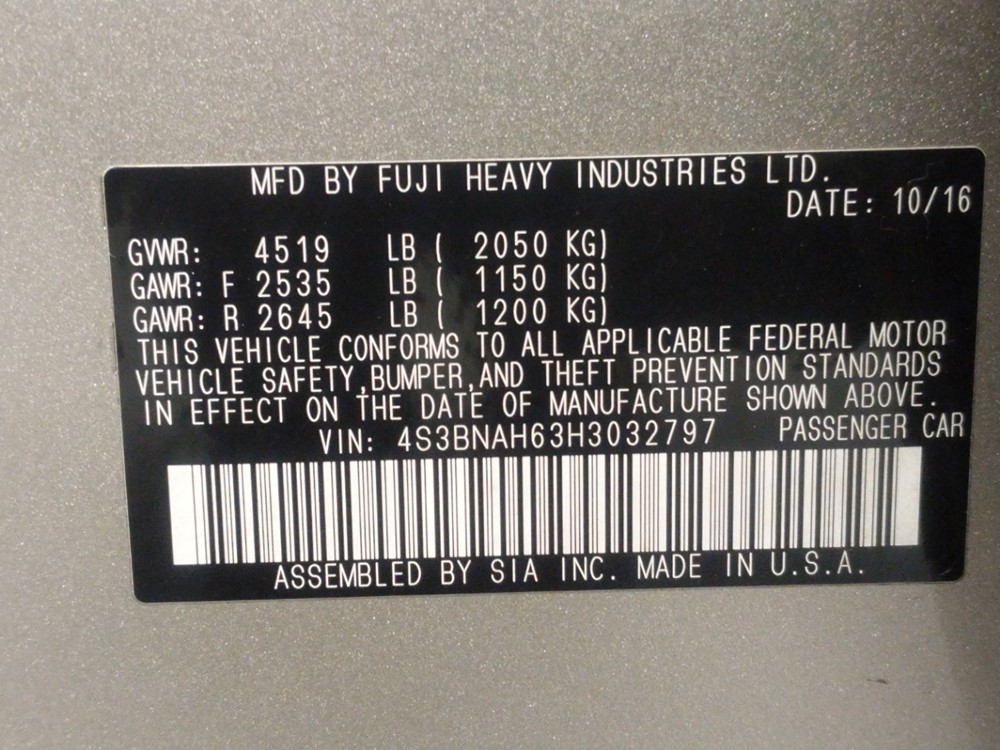 MFD BY FUJI HEAVY INDUSTRIES LTD.
DATE: 10/16
GVWR: 4519 LB ( 2050 KG)
GAWR: F 2535 LB ( 1150 KG)
GAWR: R 2645 LB ( 1200 KG)
THIS VEHICLE CONFORMS TO ALL APPLICABLE FEDERAL MOTOR
VEHICLE SAFETY,BUMPER,AND THEFT PREVENTION STANDARDS
IN EFFECT ON THE DATE OF MANUFACTURE SHOWN ABOVE.
VIN: 4S3BNAH63H3032797 PASSENGER CAR
ASSEMBLED BY SIA INC. MADE IN U.S.A.